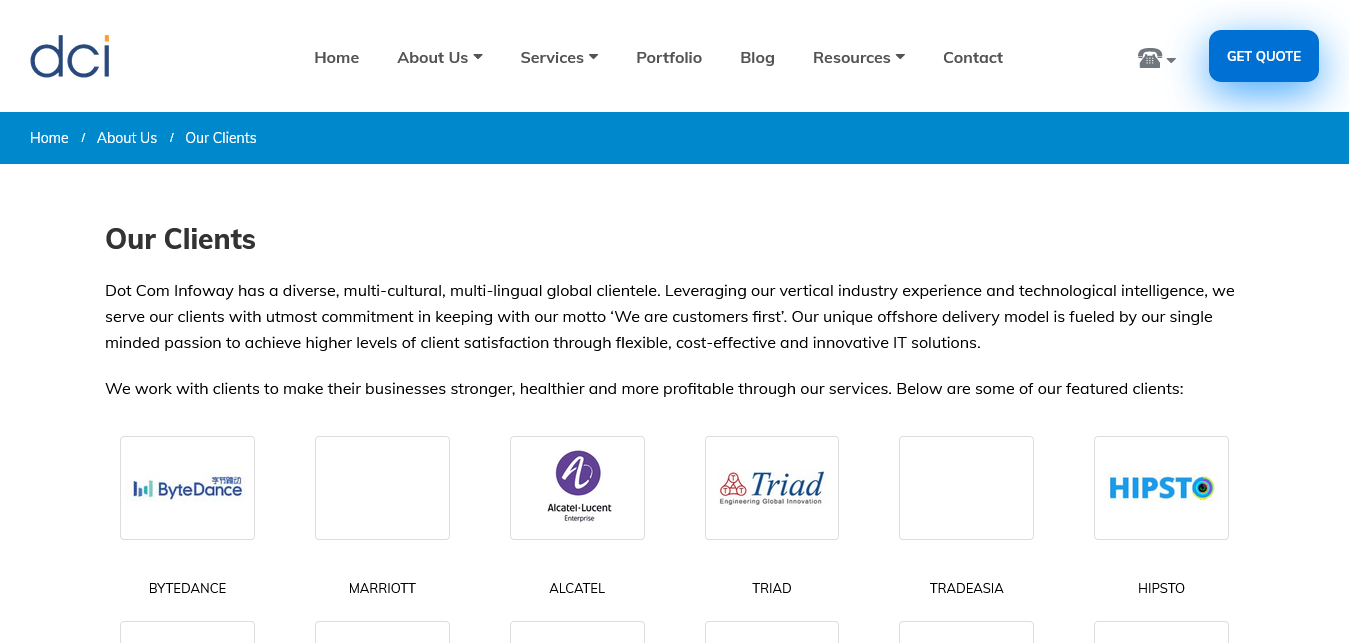 dci
Home About Us Services Portfolio Blog Resources Contact
GET QUOTE
Home / About Us / Our Clients
Our Clients
Dot Com Infoway has a diverse, multi-cultural, multi-lingual global clientele. Leveraging our vertical industry experience and technological intelligence, we
serve our clients with utmost commitment in keeping with our motto ‘We are customers first’. Our unique offshore delivery model is fueled by our single
minded passion to achieve higher levels of client satisfaction through flexible, cost-effective and innovative IT solutions.
We work with clients to make their businesses stronger, healthier and more profitable through our services. Below are some of our featured clients:
字节跳动
ByteDance
Alcatel·Lucent
Enterprise
TTT Triad
Engineering Global Innovation
HIPSTO
BYTEDANCE MARRIOTT ALCATEL TRIAD TRADEASIA HIPSTO